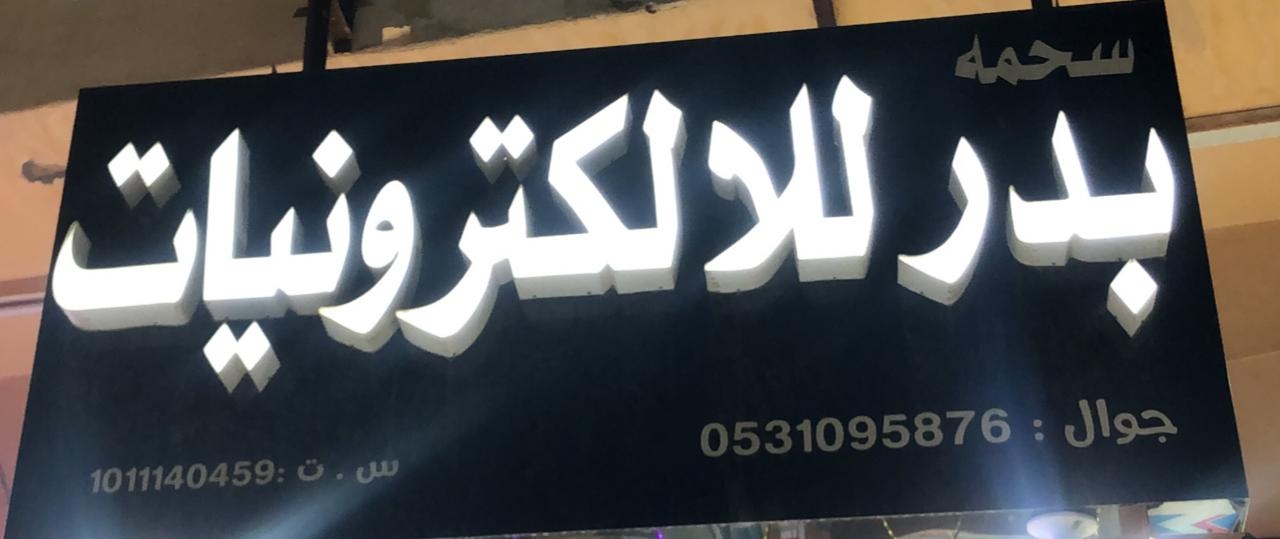 سحمه
بدر للالكترونيات
جوال : 0531095876
س . ت :1011140459